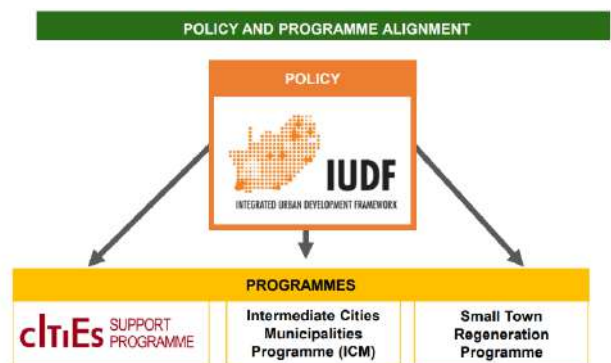 POLICY AND PROGRAMME ALIGNMENT
POLICY
IUDF
INTEGRATED URBAN DEVELOPMENT FRAMEWORK
PROGRAMMES
cITIEs SUPPORT PROGRAMME
Intermediate Cities
Municipalities
Programme (ICM)
Small Town
Regeneration
Programme